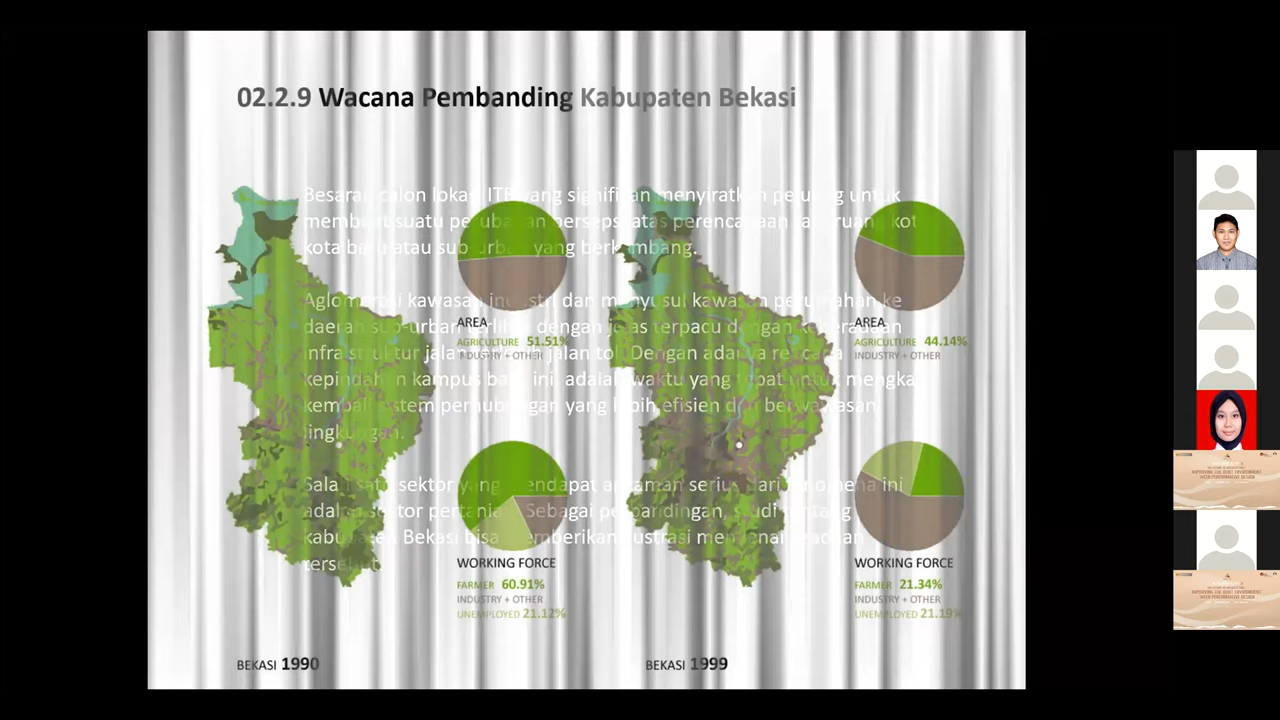 02.2.9 Wacana Pembanding Kabupaten Bekasi
Besaran calon lokasi ITB yang signifikan menyiratkan peluang untuk
membuat suatu perubahan persepsi atas perencanaan tata ruang kota
kota baru atau sub urban yang berkembang.
Aglomerasi kawasan industri dan menyusul kawasan perumahan ke
daerah sub-urban terlihat dengan jelas terpacu dengan keberadaan
infrastruktur jalan jalan tol. Dengan adanya rencana
kepindahan kampus baru ini, adalah waktu yang tepat untuk mengkaji
kembali sistem perhubungan yang lebih efisien dan berwawasan
lingkungan.
Salah satu sektor yang mendapat ancaman serius dari fenomena ini
adalah sektor pertanian. Sebagai perbandingan, studi tentang
kabupaten Bekasi bisa memberikan ilustrasi mengenai
tersebut
AREA
AGRICULTURE 51.51%
INDUSTRY + OTHER
WORKING FORCE
FARMER 60.91%
INDUSTRY + OTHER
UNEMPLOYED 21.12%
BEKASI 1990
AREA
AGRICULTURE 44.14%
INDUSTRY + OTHER
WORKING FORCE
FARMER 21.34%
INDUSTRY + OTHER
UNEMPLOYED 21.19%
BEKASI 1999